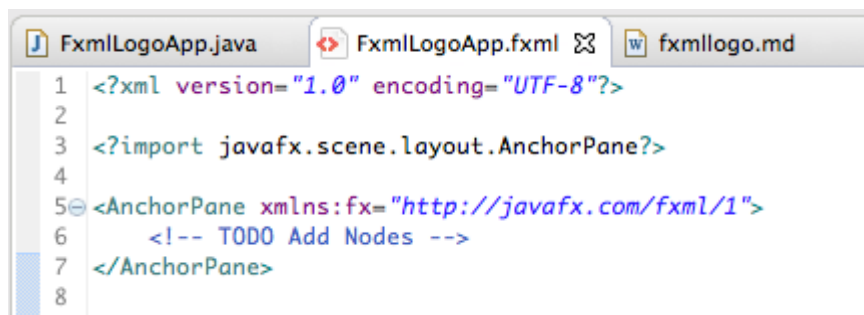 FxmlLogoApp.java FxmlLogoApp.fxml fxmllogo.md
1 <?xml version="1.0" encoding="UTF-8"?>
2
3 <?import javafx.scene.layout.AnchorPane?>
4
5 <AnchorPane xmlns:fx="http://javafx.com/fxml/1">
6 <!-- TODO Add Nodes -->
7 </AnchorPane>
8